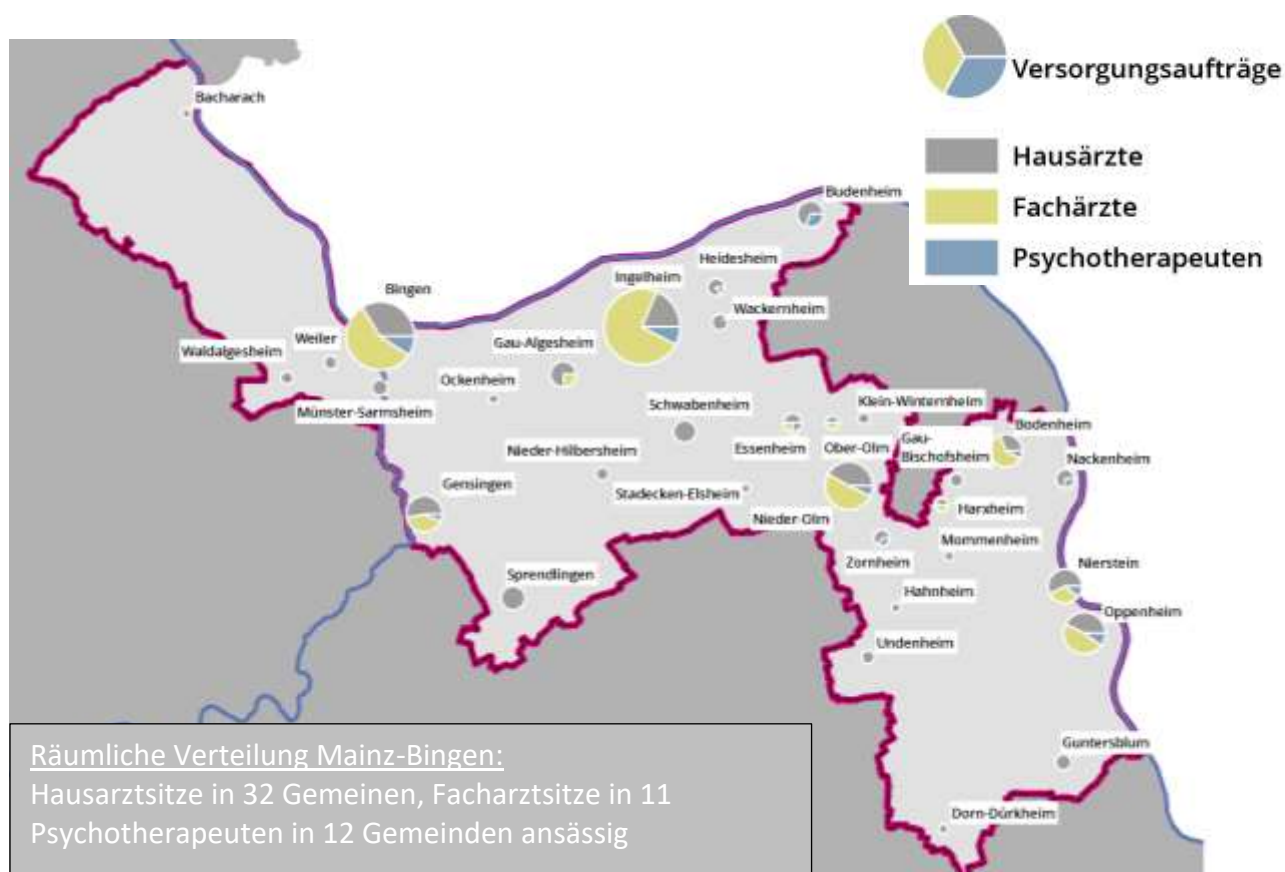 Versorgungsaufträge
Hausärzte
Fachärzte
Psychotherapeuten
Bacharach
Budenheim
Heidesheim
Ingelheim
Bingen
Wackernheim
Weiler
Gau-Algesheim
Waldalgesheim
Ockenheim
Klein-Winternheim
Münster-Sarmsheim
Schwabenheim
Bodenheim
Essenheim
Ober-Olm
Gau-
Bischofsheim
Nieder-Hilbersheim
Nackenheim
Gensingen
Stadecken-Elsheim
Harxheim
Nieder-Olm
Mommenheim
Zornheim
Nierstein
Sprendlingen
Hahnheim
Oppenheim
Undenheim
Guntersblum
Dorn-Dürkheim
Räumliche Verteilung Mainz-Bingen:
Hausarztsitze in 32 Gemeinen, Facharztsitze in 11
Psychotherapeuten in 12 Gemeinden ansässig